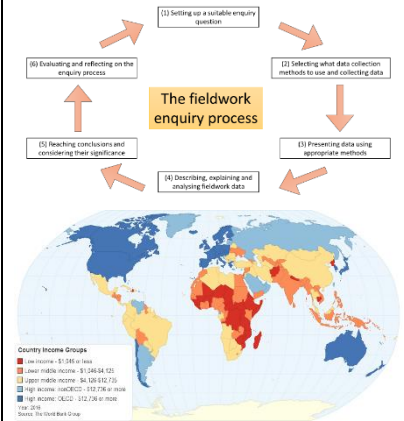 (1) Setting up a suitable enquiry
question
(2) Selecting what data collection
methods to use and collecting data
(3) Presenting data using
appropriate methods
(4) Describing, explaining and
analysing fieldwork data
(5) Reaching conclusions and
considering their significance
(6) Evaluating and reflecting on the
enquiry process
The fieldwork
enquiry process
Country Income Groups
Low income - $1,045 or less
Lower middle income - $1,046-$4,125
Upper middle income - $4,126-$12,735
High income: nonOECD - $12,736 or more
High income: OECD - $12,736 or more
Year: 2016
Source: The World Bank Group